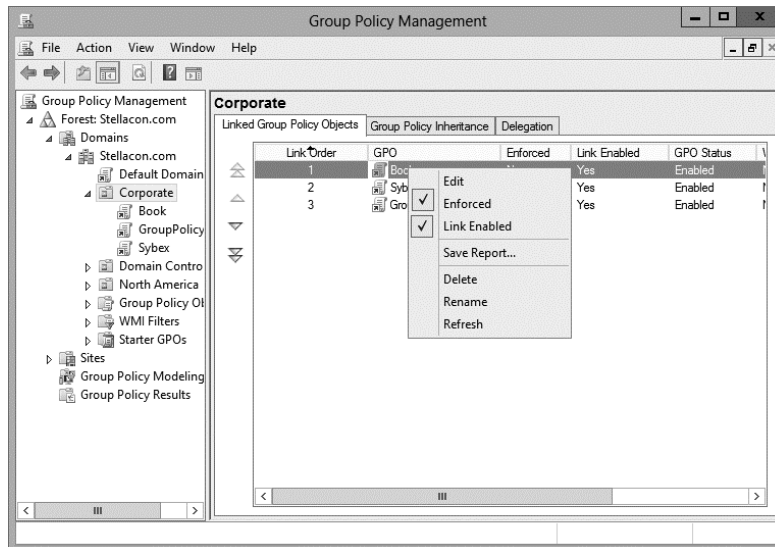 Group Policy Management
File Action View Window Help
Group Policy Management
Forest: Stellacon.com
Domains
Stellacon.com
Default Domain
Corporate
Book
GroupPolicy
Sybex
Domain Contro
North America
Group Policy Ob
WMI Filters
Starter GPOs
Sites
Group Policy Modeling
Group Policy Results
Corporate
Linked Group Policy Objects Group Policy Inheritance Delegation
Link Order GPO Enforced Link Enabled GPO Status
1 Yes Enabled
2 Syb Yes Enabled
3 Gro Yes Enabled
Edit
Enforced
Link Enabled
Save Report...
Delete
Rename
Refresh